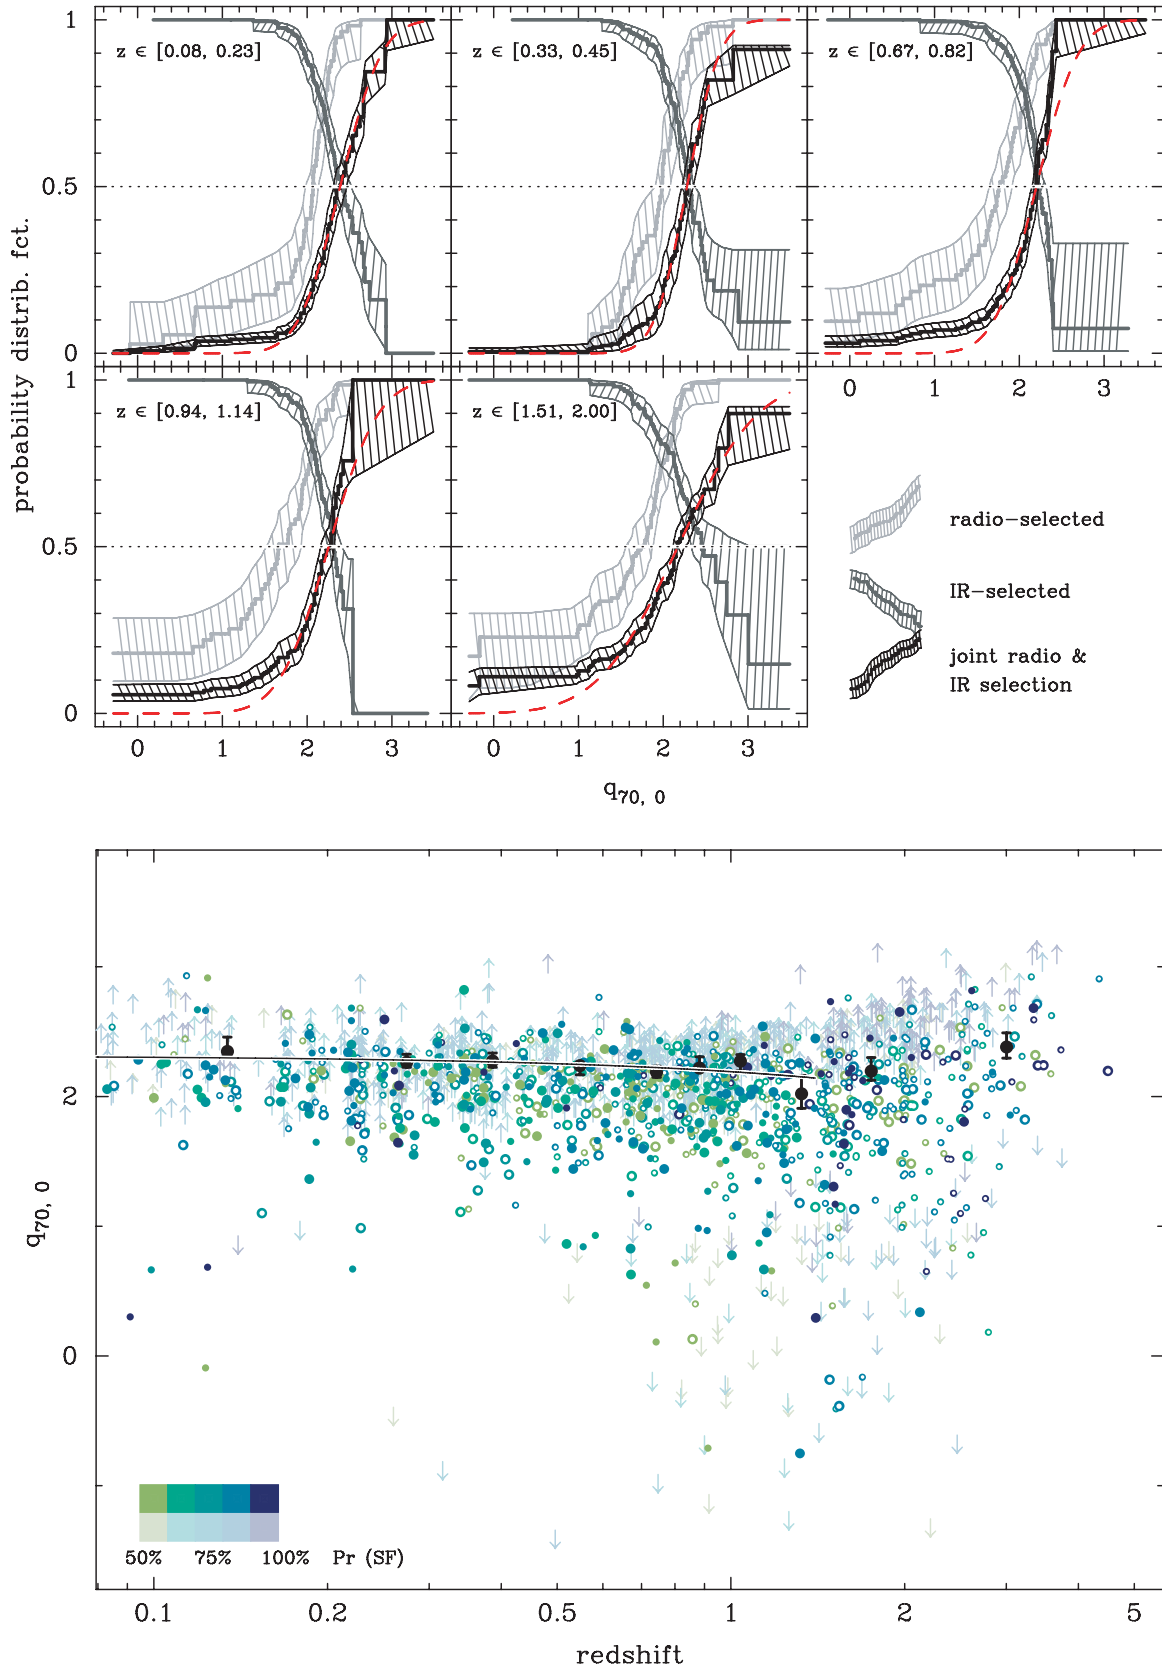 z ∈ [0.08, 0.23]
z ∈ [0.33, 0.45]
z ∈ [0.67, 0.82]
1
0.5
0
0 1 2 3
z ∈ [0.94, 1.14]
z ∈ [1.51, 2.00]
1
0.5
0
probability distrib. fct.
0 1 2 3
0 1 2 3
q70, 0
radio-selected
IR-selected
joint radio &
IR selection
2
0
q70, 0
50% 75% 100% Pr (SF)
0.1 0.2 0.5 1 2 5
redshift